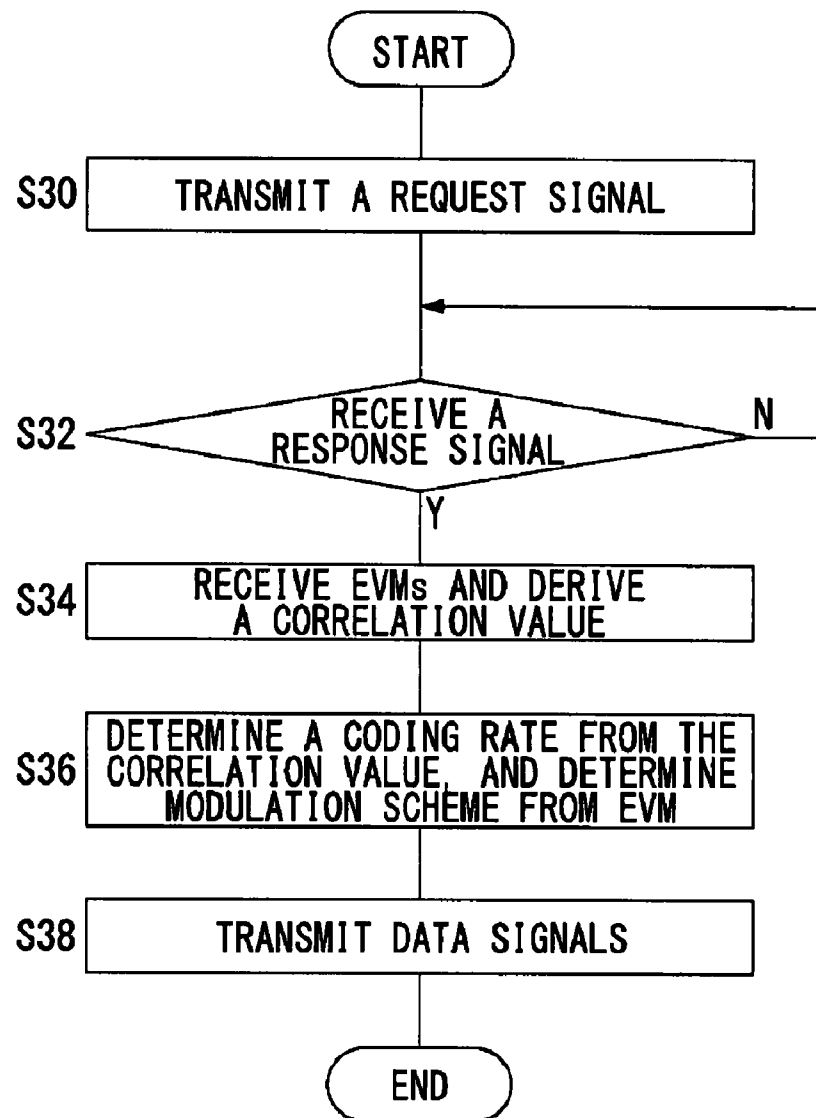 START
S30
TRANSMIT A REQUEST SIGNAL
S32
RECEIVE A
RESPONSE SIGNAL
N
Y
S34
RECEIVE EVMs AND DERIVE
A CORRELATION VALUE
S36
DETERMINE A CODING RATE FROM THE
CORRELATION VALUE, AND DETERMINE
MODULATION SCHEME FROM EVM
S38
TRANSMIT DATA SIGNALS
END